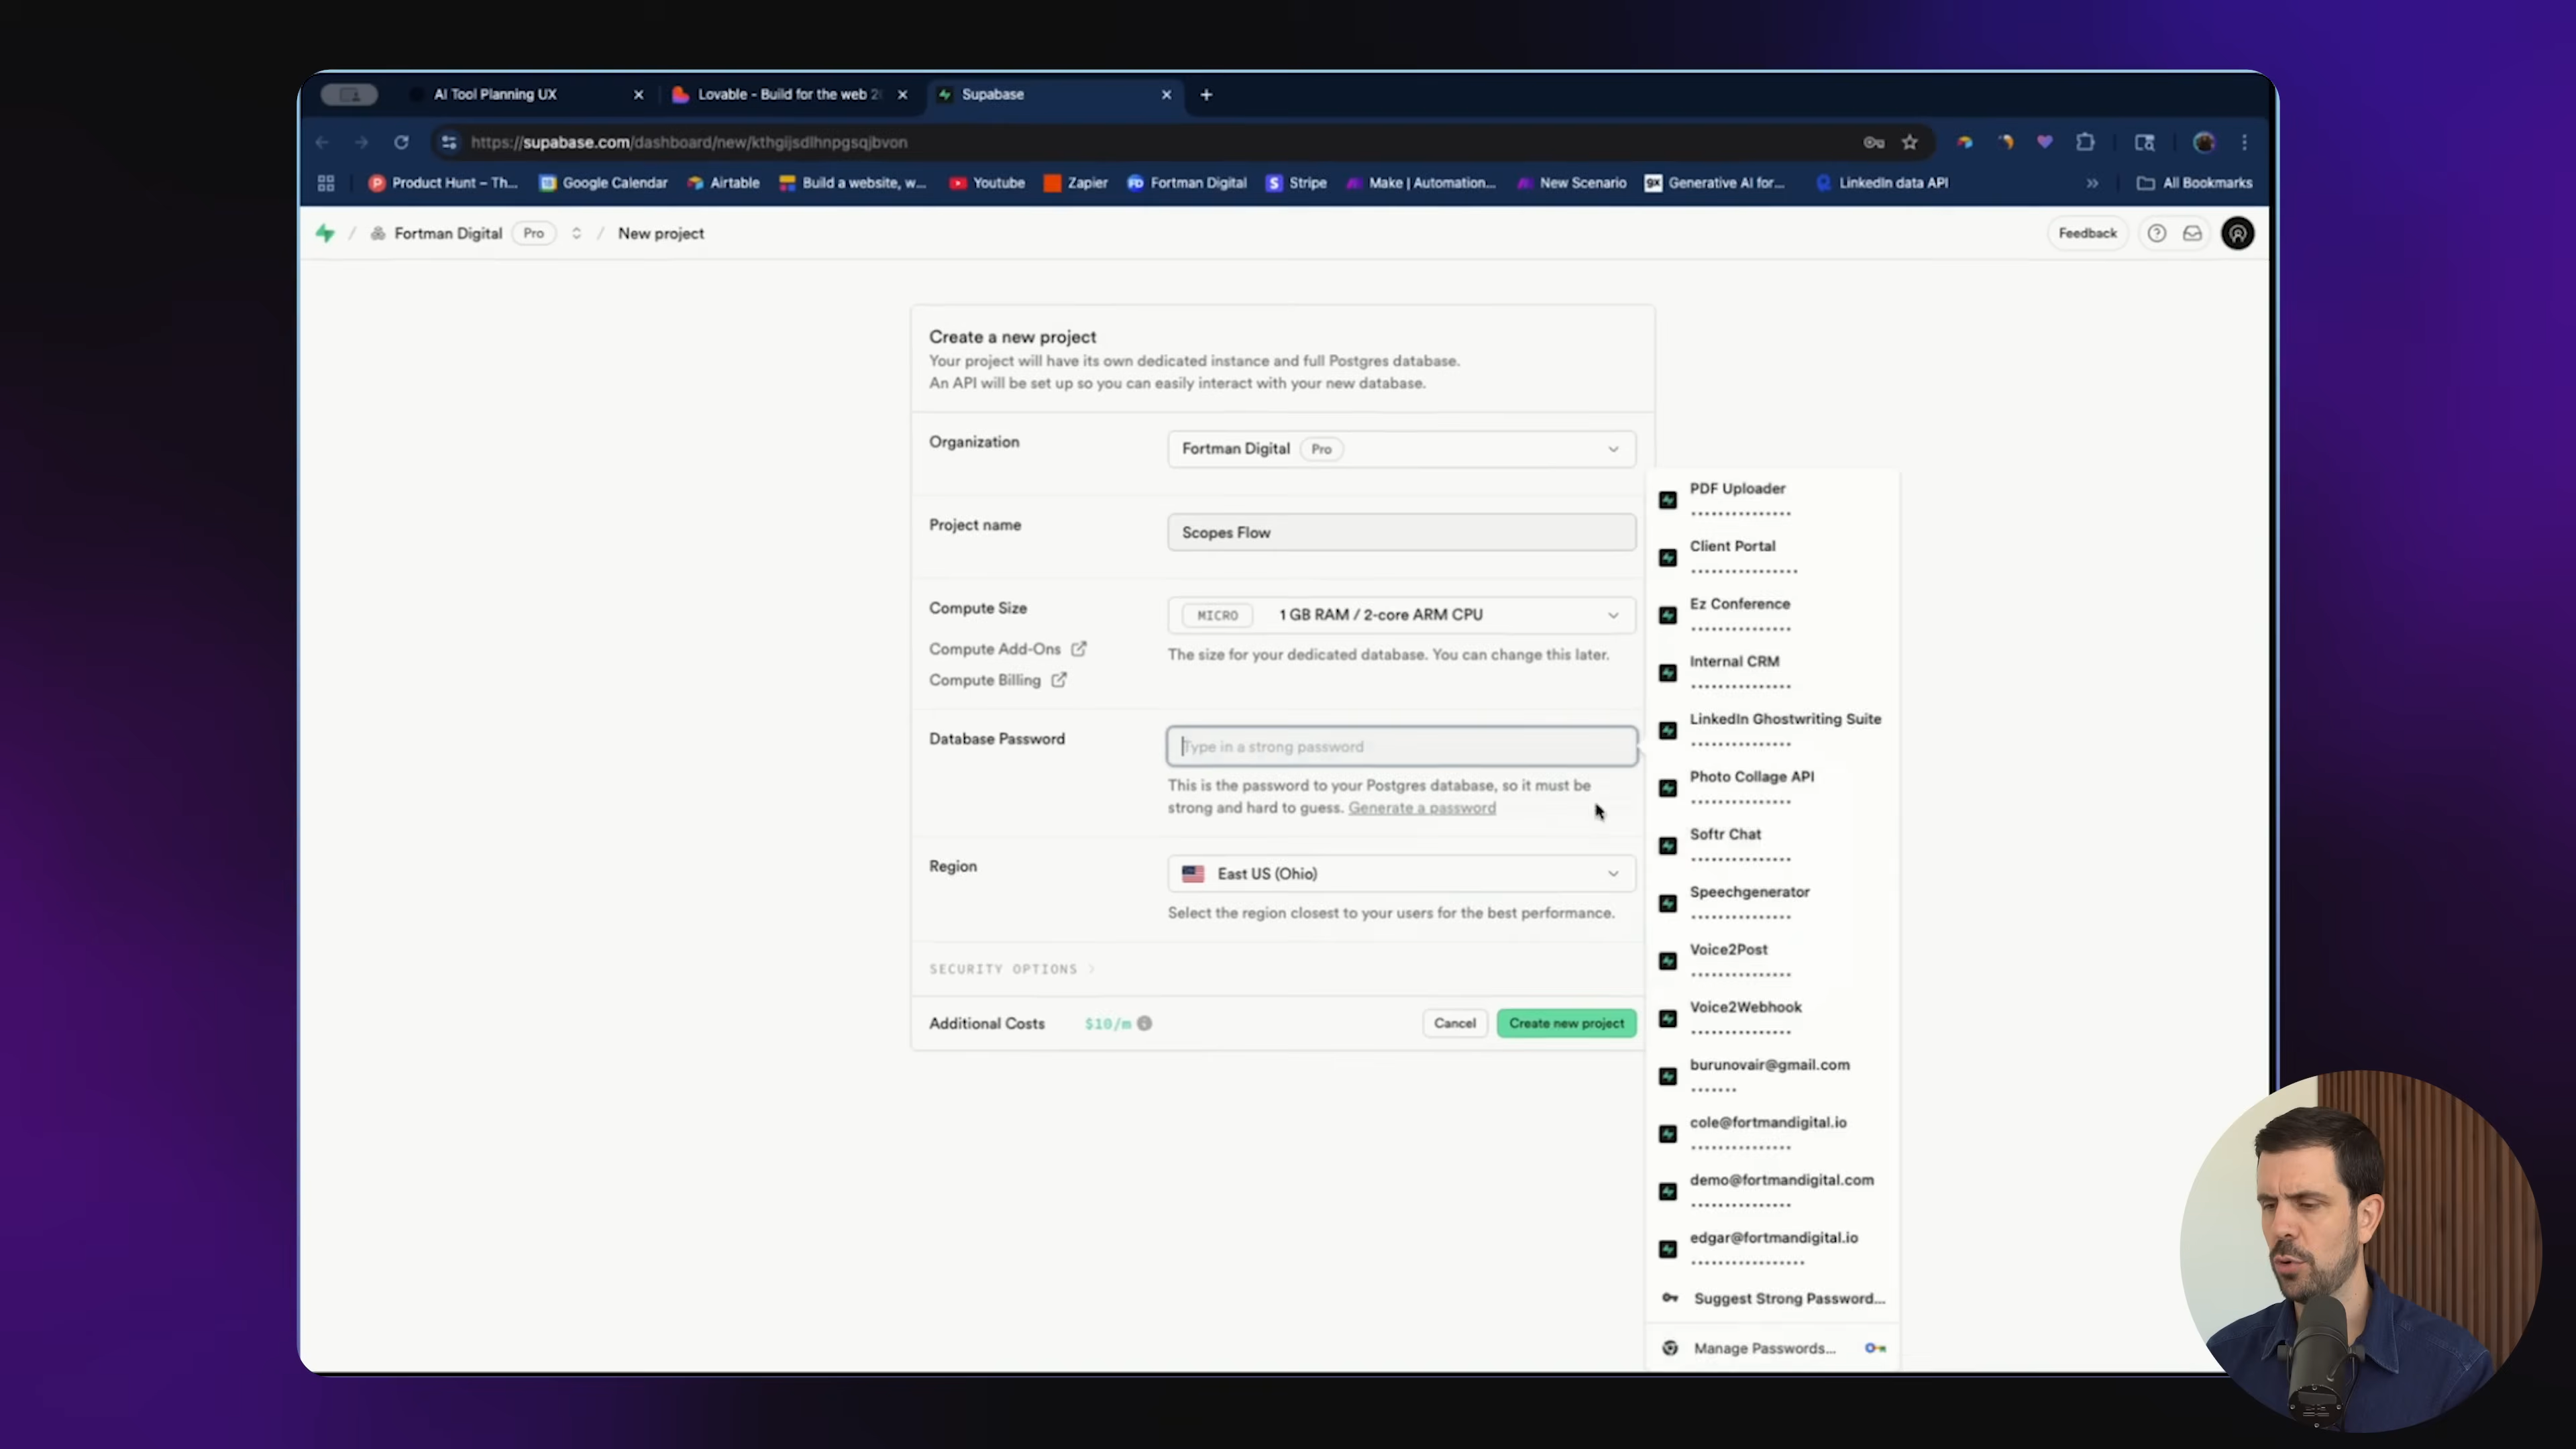 AI Tool Planning UX
Lovable - Build for the web 2
Supabase
https://supabase.com/dashboard/new/kthgijsdlhnpgsqjbvon
Product Hunt – Th...
Google Calendar
Airtable
Build a website, w...
Youtube
Zapier
Fortman Digital
Stripe
Make | Automation...
New Scenario
Generative AI for...
LinkedIn data API
»
All Bookmarks
/ Fortman Digital Pro / New project
Feedback
Create a new project
Your project will have its own dedicated instance and full Postgres database.
An API will be set up so you can easily interact with your new database.
Organization
Fortman Digital Pro
Project name
Scopes Flow
Compute Size
MICRO 1 GB RAM / 2-core ARM CPU
Compute Add-Ons
The size for your dedicated database. You can change this later.
Compute Billing
Database Password
Type in a strong password
This is the password to your Postgres database, so it must be
strong and hard to guess. Generate a password
Region
East US (Ohio)
Select the region closest to your users for the best performance.
SECURITY OPTIONS
Additional Costs $10/m
Cancel
Create new project
PDF Uploader
Client Portal
Ez Conference
Internal CRM
LinkedIn Ghostwriting Suite
Photo Collage API
Softr Chat
Speechgenerator
Voice2Post
Voice2Webhook
burunovair@gmail.com
cole@fortmandigital.io
demo@fortmandigital.com
edgar@fortmandigital.io
Suggest Strong Password...
Manage Passwords...